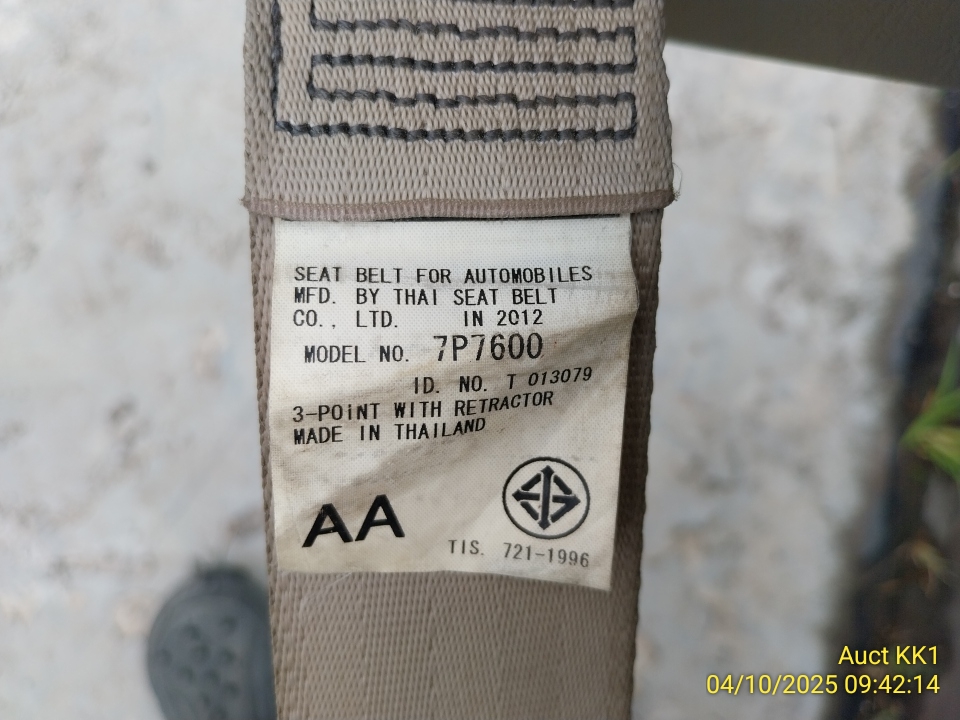 SEAT BELT FOR AUTOMOBILES
MFD. BY THAI SEAT BELT
CO., LTD. IN 2012
MODEL NO. 7P7600
ID. NO. T 013079
3-POINT WITH RETRACTOR
MADE IN THAILAND
AA
TIS. 721-1996
Auct KK1
04/10/2025 09:42:14